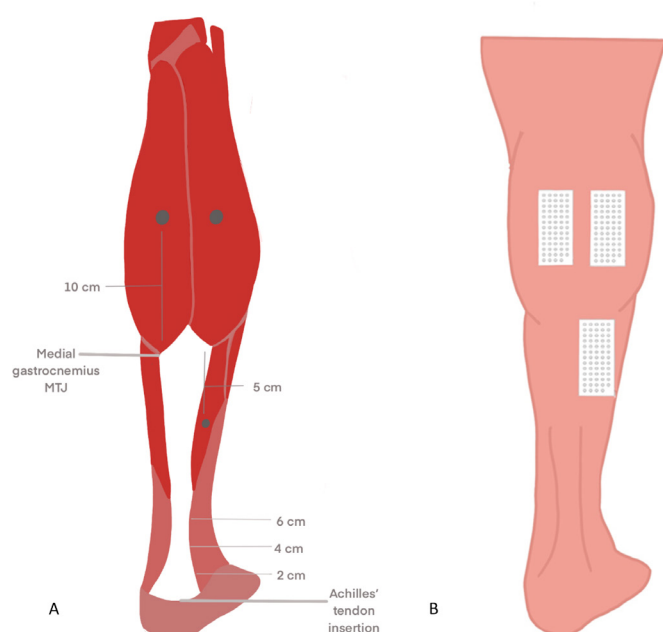 10 cm
Medial
gastrocnemius
MTJ
5 cm
6 cm
4 cm
2 cm
Achilles'
tendon
insertion
A
B